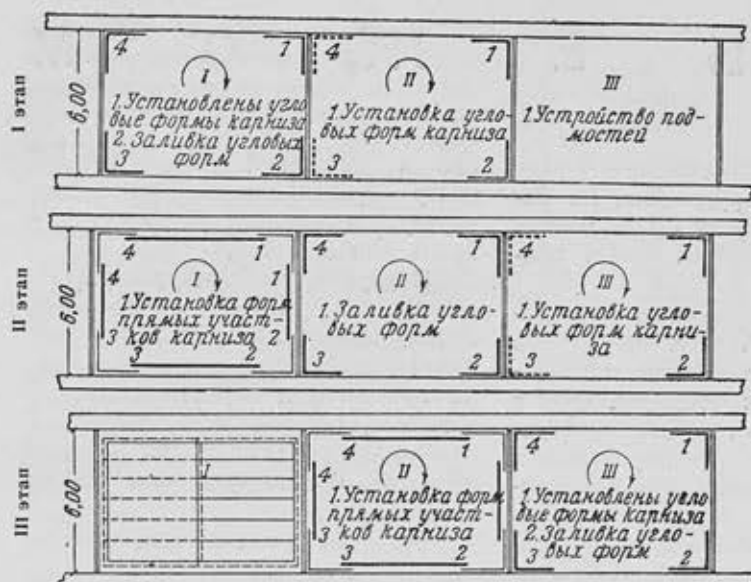 I этап
6,00
4 1
I
1. Установлены угло-
вые формы карниза
2. Заливка угловых
форм
3 2
4 1
II
1. Установка угло-
вых форм карниза
3 2
III
1. Устройство под-
мостей
II этап
6,00
4 1
4 1
I
1. Установка форм
прямых участ-
3 ков карниза 2
3 2
4 1
II
1. Заливка угло-
вых форм
3 2
4 1
III
1. Установка угло-
вых форм карни-
за
3 2
III этап
6,00
I
4 1
4
II
1. Установка форм
прямых участ-
3 ков карниза
3 2
4 1
III
1. Установлены угло
вые формы карниза
2. Заливка угло-
3 вых форм 2